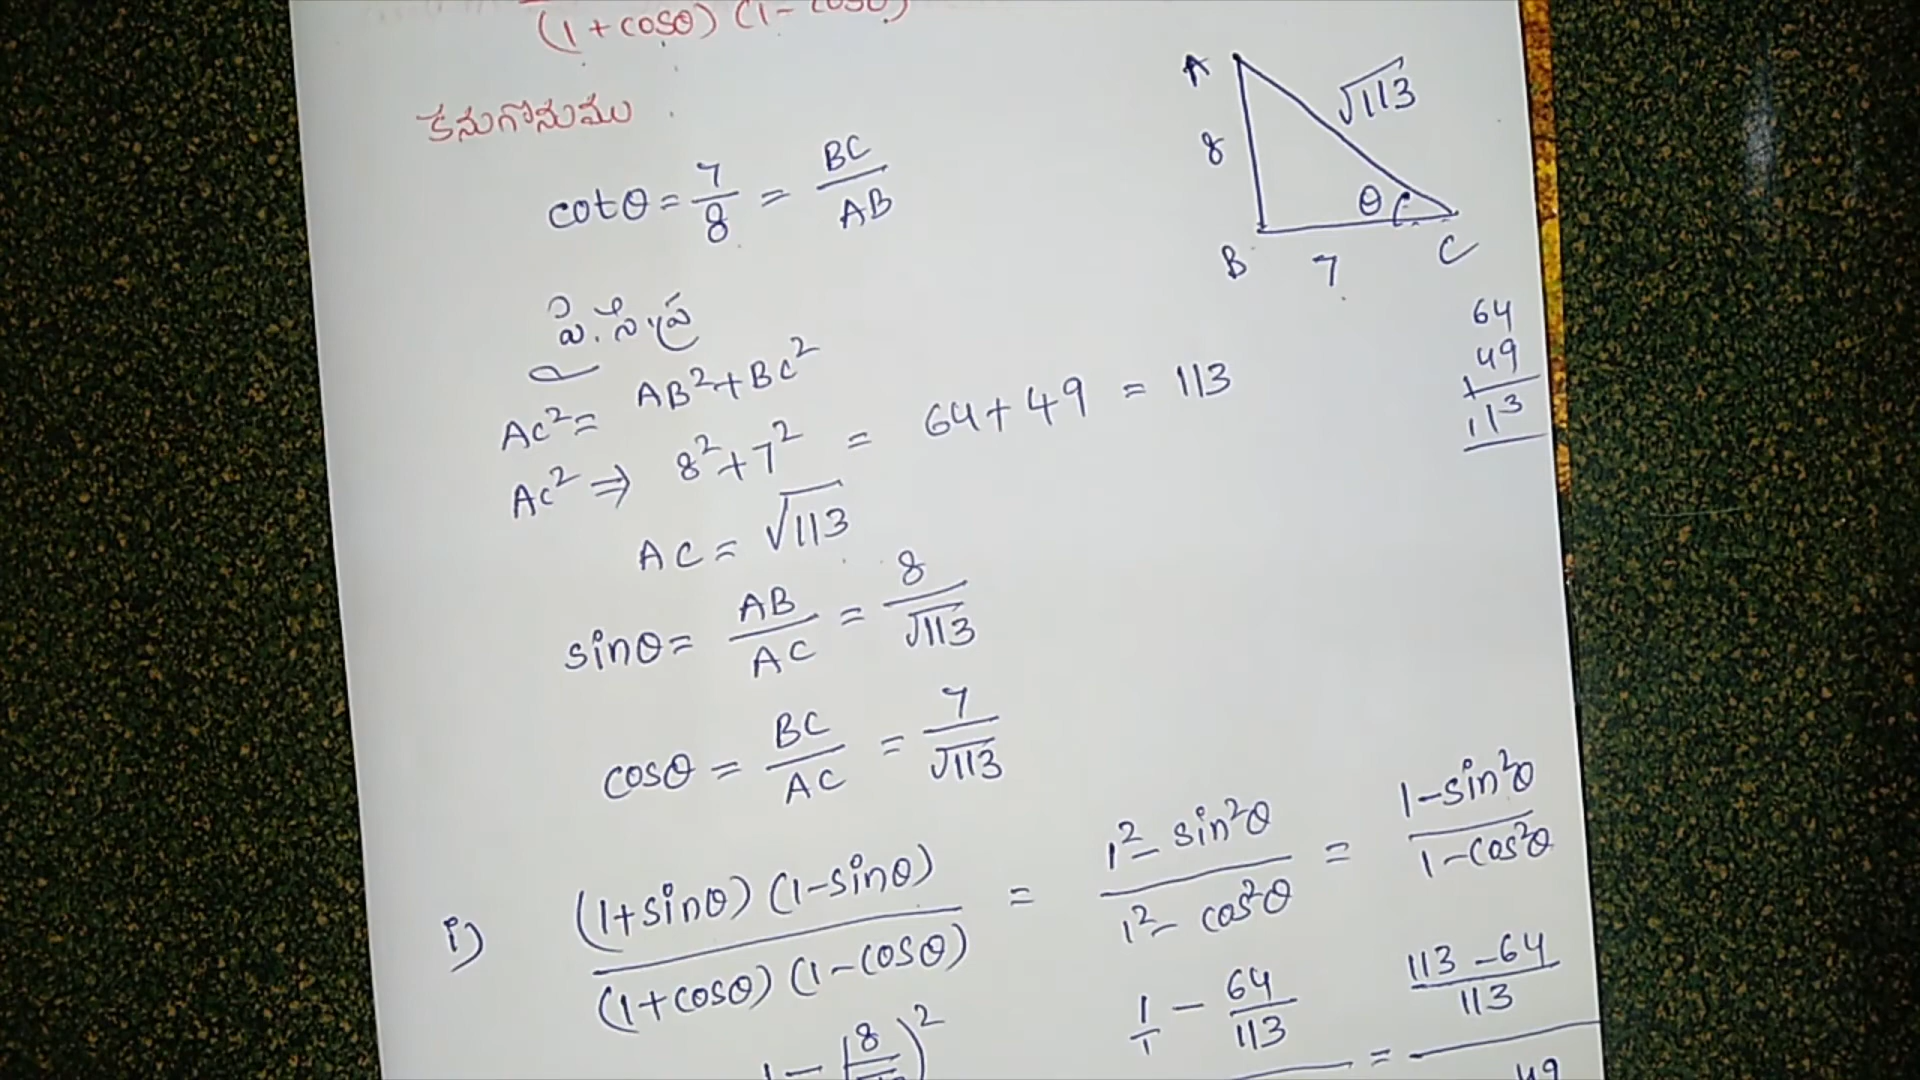 (1+cosθ) (1-cosθ)
కనుగొనుము
cotθ = 7/8 = BC/AB
A
√113
8
θ
B
7
C
పై.సి.ప్ర
64
49
+
113
AC² = AB²+BC²
AC² ⇒ 8²+7² = 64+49 = 113
AC = √113
sinθ = AB/AC = 8/√113
cosθ = BC/AC = 7/√113
i) (1+sinθ) (1-sinθ)/(1+cosθ) (1-cosθ) = 1²-sin²θ/1²-cos²θ = 1-sin²θ/1-cos²θ
1/1 - 64/113 = 113-64/113
49